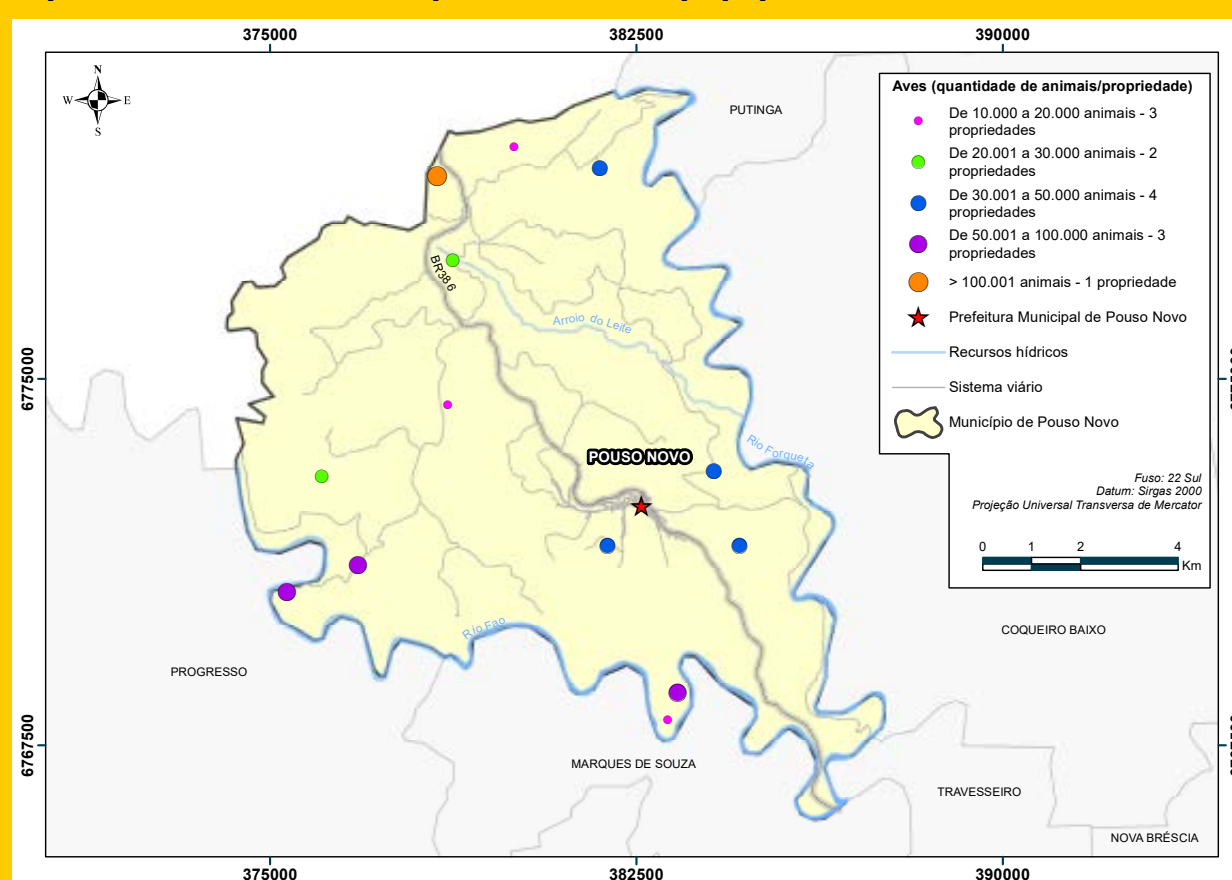 375000
382500
390000
N
W
E
S
PUTINGA
Aves (quantidade de animais/propriedade)
De 10.000 a 20.000 animais - 3
propriedades
De 20.001 a 30.000 animais - 2
propriedades
De 30.001 a 50.000 animais - 4
propriedades
De 50.001 a 100.000 animais - 3
propriedades
> 100.001 animais - 1 propriedade
Prefeitura Municipal de Pouso Novo
Recursos hídricos
Sistema viário
Município de Pouso Novo
Fuso: 22 Sul
Datum: Sirgas 2000
Projeção Universal Transversa de Mercator
0 1 2 4
Km
BR386
Arroio do Leite
6775000
POUSO NOVO
Rio Forqueta
Rio Fao
COQUEIRO BAIXO
PROGRESSO
6767500
MARQUES DE SOUZA
TRAVESSEIRO
NOVA BRÉSCIA
375000
382500
390000